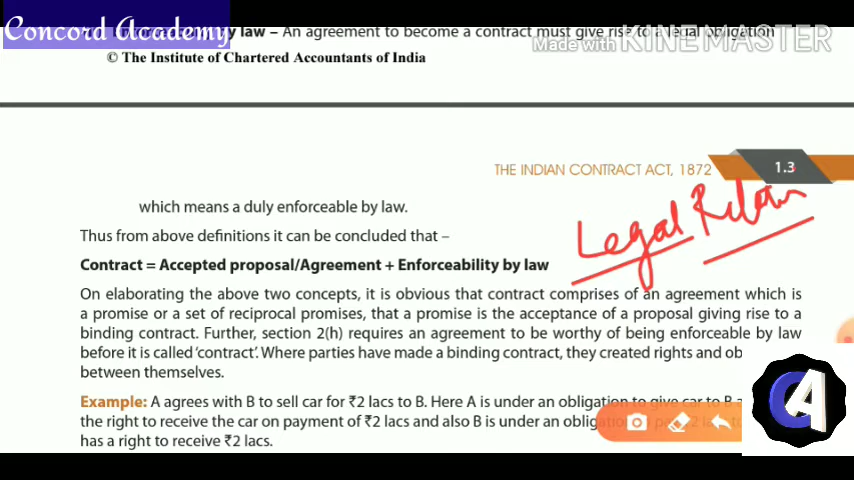 Concord Academy
by law – An agreement to become a contract must give rise to a legal obligation
Made with KINEMASTER
© The Institute of Chartered Accountants of India
THE INDIAN CONTRACT ACT, 1872
1.3
which means a duly enforceable by law.
Legal
Thus from above definitions it can be concluded that –
Contract = Accepted proposal/Agreement + Enforceability by law
On elaborating the above two concepts, it is obvious that contract comprises of an agreement which is
a promise or a set of reciprocal promises, that a promise is the acceptance of a proposal giving rise to a
binding contract. Further, section 2(h) requires an agreement to be worthy of being enforceable by law
before it is called ‘contract’. Where parties have made a binding contract, they created rights and
between themselves.
Example: A agrees with B to sell car for ₹2 lacs to B. Here A is under an obligation to give car to B
the right to receive the car on payment of ₹2 lacs and also B is under an
has a right to receive ₹2 lacs.
CA